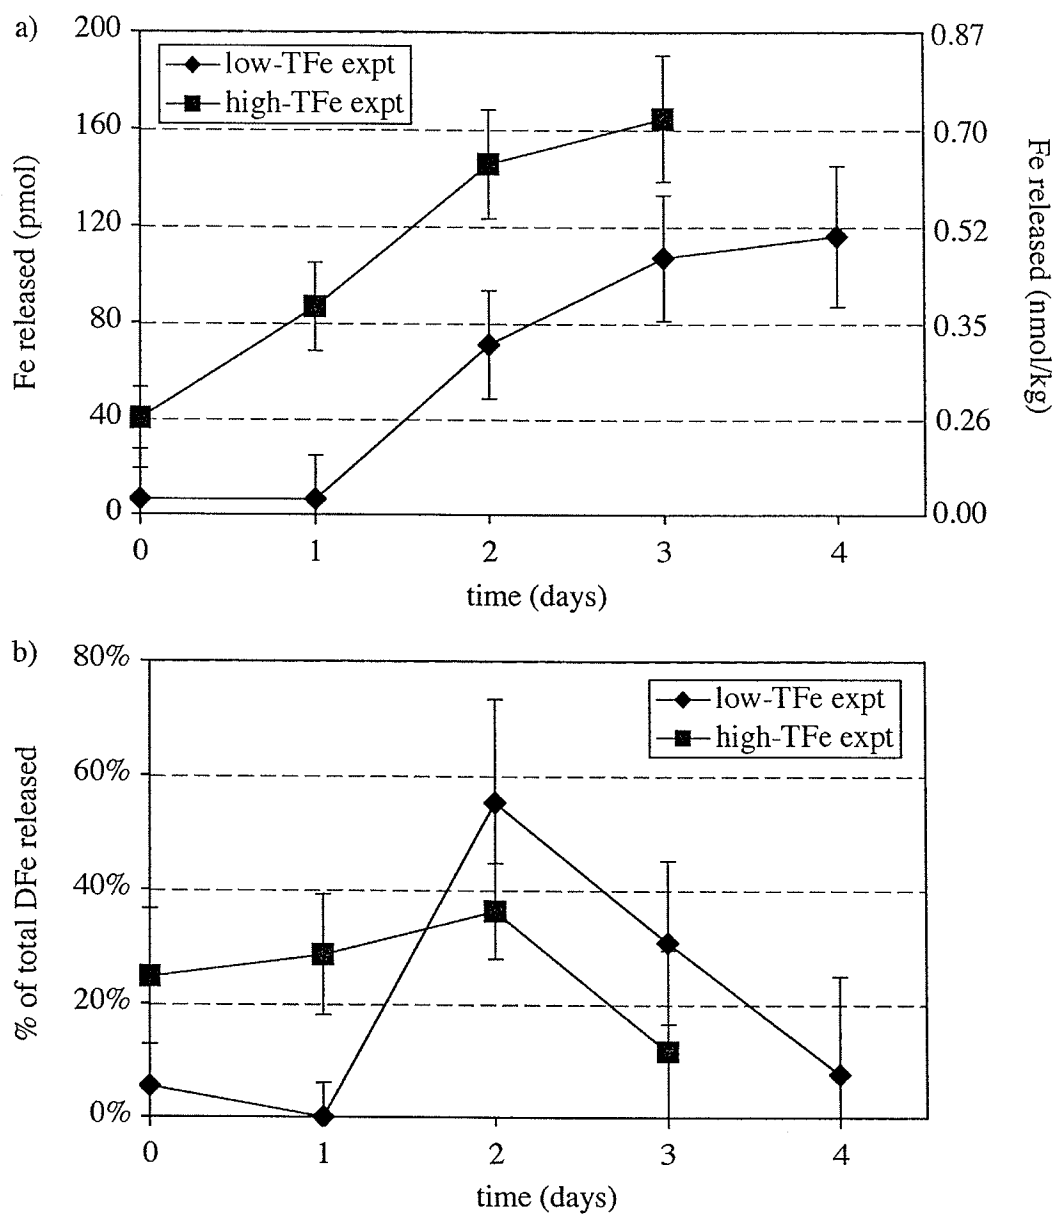 a)
200
160
120
80
40
0
Fe released (pmol)
low-TFe expt
high-TFe expt
0.87
0.70
0.52
0.35
0.26
0.00
Fe released (nmol/kg)
0 1 2 3 4
time (days)
b)
80%
60%
40%
20%
0%
% of total DFe released
low-TFe expt
high-TFe expt
0 1 2 3 4
time (days)